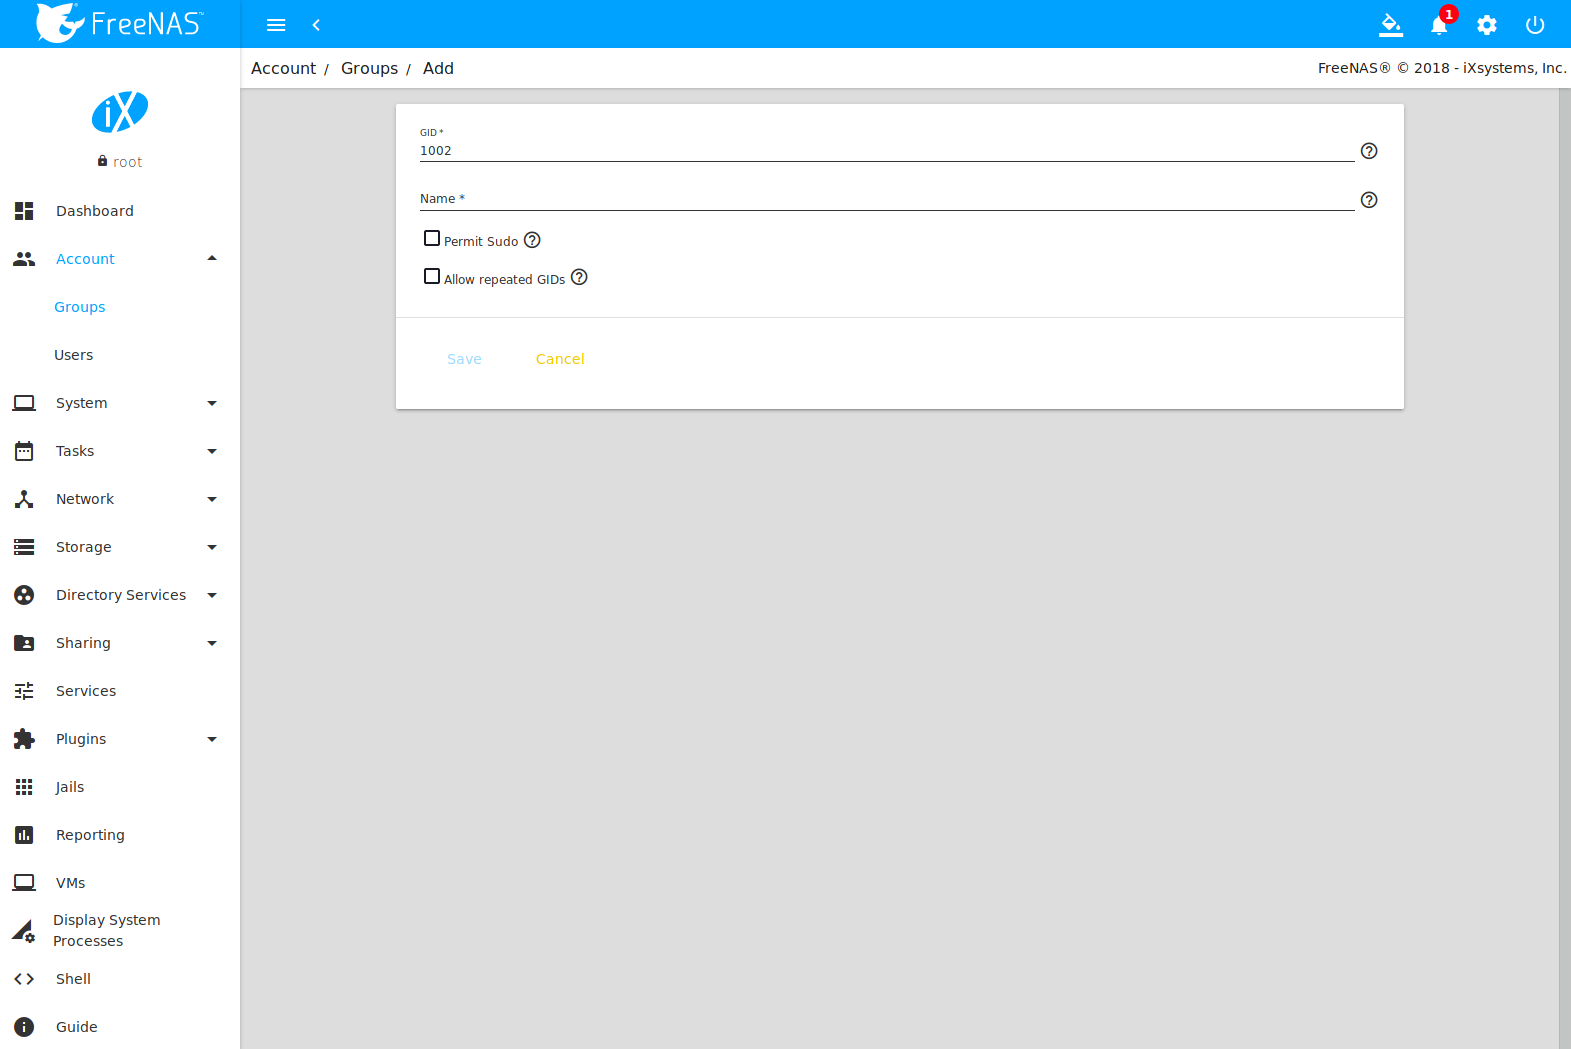 FreeNAS™
1
Account / Groups / Add
FreeNAS® © 2018 - iXsystems, Inc.
iX
root
Dashboard
Account
Groups
Users
System
Tasks
Network
Storage
Directory Services
Sharing
Services
Plugins
Jails
Reporting
VMs
Display System
Processes
Shell
Guide
GID *
1002
Name *
Permit Sudo
Allow repeated GIDs
Save Cancel